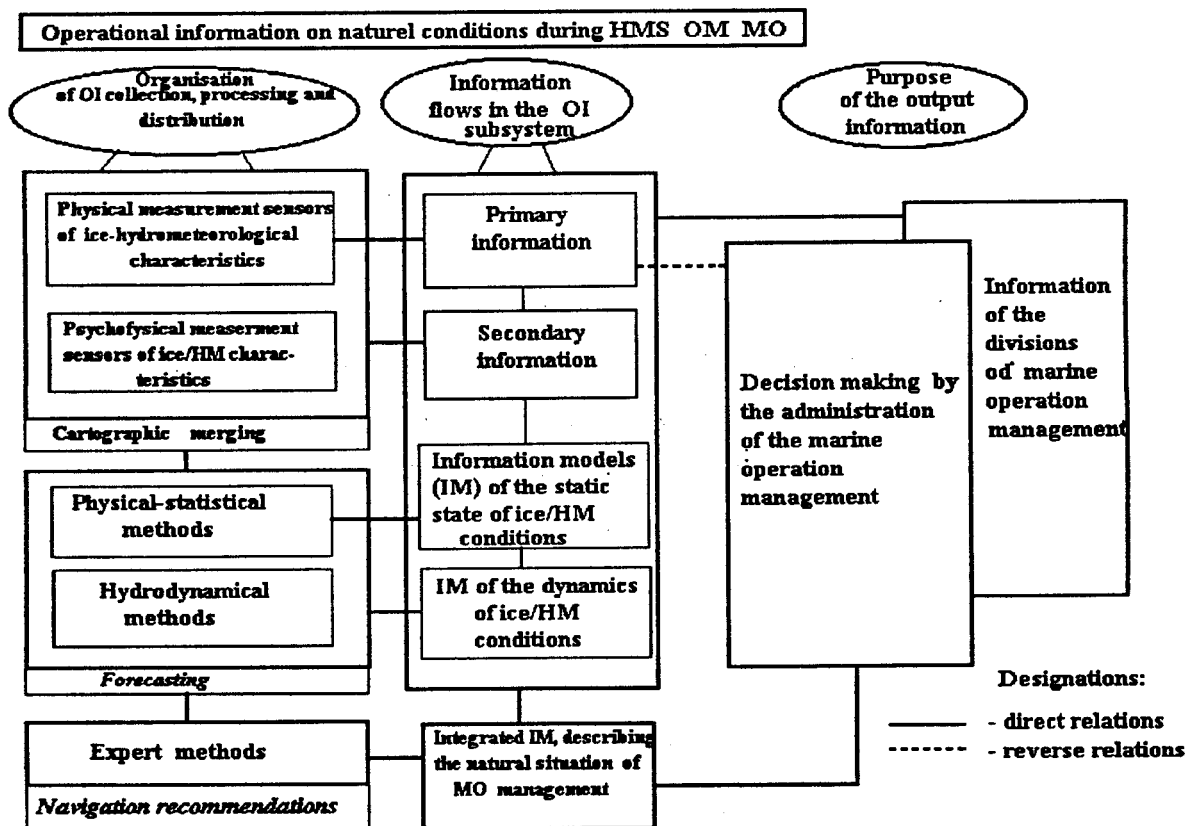 Operational information on naturel conditions during HMS OM MO
Organisation
of OI collection, processing and
distribution
Information
flows in the OI
subsystem
Purpose
of the output
information
Physical measurement sensors
of ice-hydrometeorological
characteristics
Psychofysical measerment
sensors of ice/HM charac-
teristics
Cartographic merging
Physical-statistical
methods
Hydrodynamical
methods
Forecasting
Expert methods
Navigation recommendations
Primary
information
Secondary
information
Information models
(IM) of the static
state of ice/HM
conditions
IM of the dynamics
of ice/HM
conditions
Integrated IM, describing
the natural situation of
MO management
Decision making by
the administration
of the marine
operation
management
Information
of the
divisions
od marine
operation
management
Designations:
- direct relations
- reverse relations